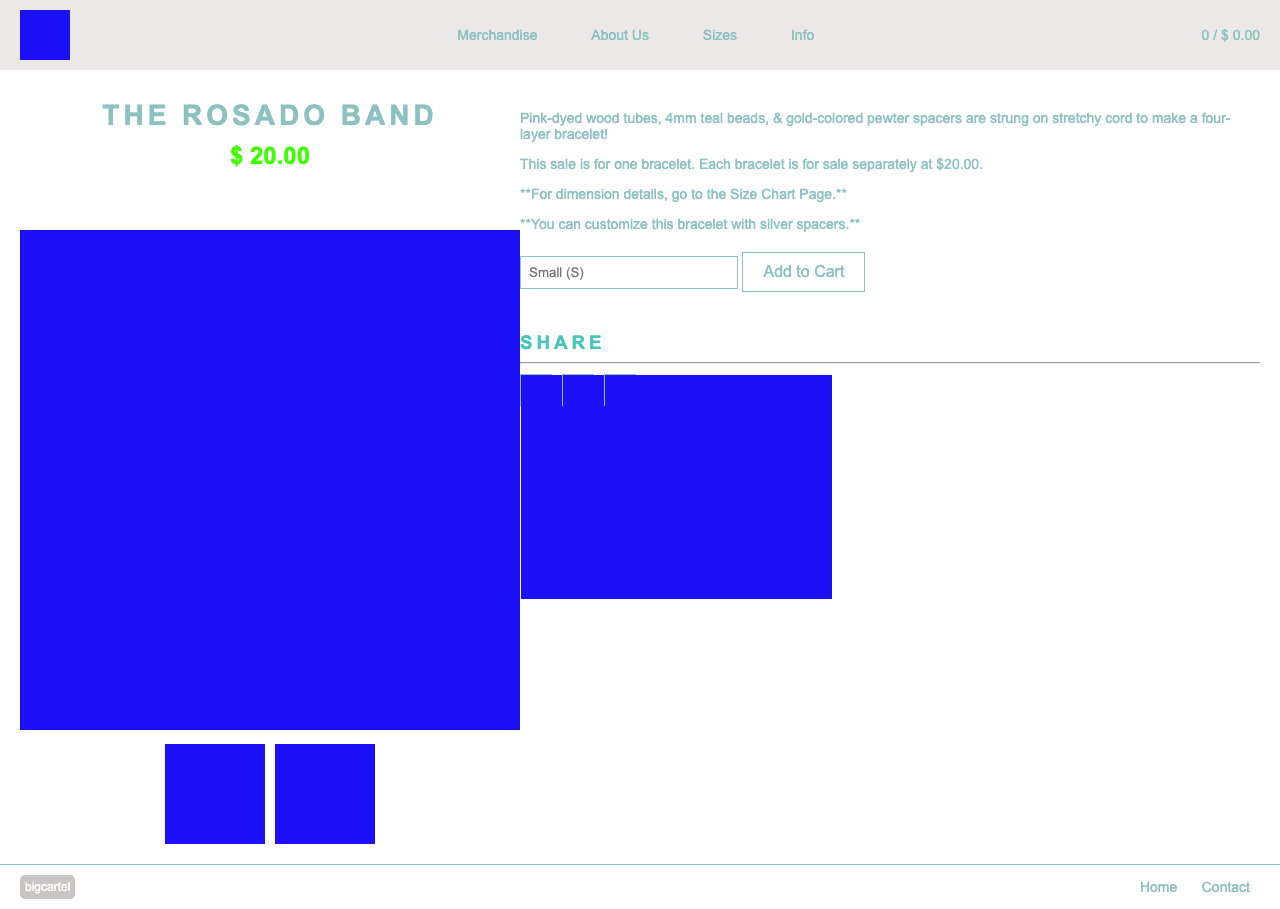 Merchandise About Us Sizes Info 0 / $ 0.00
THE ROSADO BAND
$ 20.00
Pink-dyed wood tubes, 4mm teal beads, & gold-colored pewter spacers are strung on stretchy cord to make a four-
layer bracelet!
This sale is for one bracelet. Each bracelet is for sale separately at $20.00.
**For dimension details, go to the Size Chart Page.**
**You can customize this bracelet with silver spacers.**
Small (S) Add to Cart
SHARE
bigcartel Home Contact